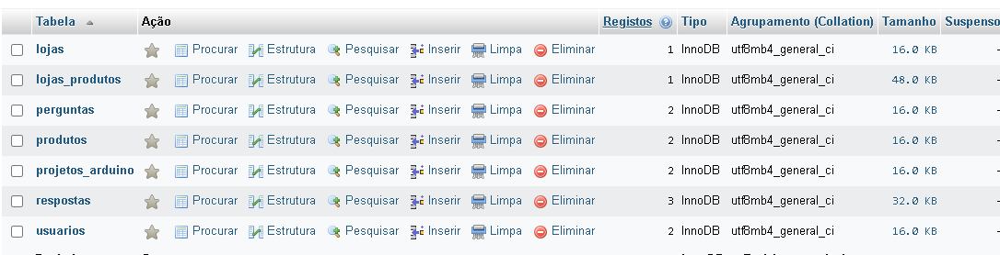 Tabela Ação Registos Tipo Agrupamento (Collation) Tamanho Suspenso
lojas Procurar Estrutura Pesquisar Inserir Limpa Eliminar 1 InnoDB utf8mb4_general_ci 16.0 KB -
lojas_produtos Procurar Estrutura Pesquisar Inserir Limpa Eliminar 1 InnoDB utf8mb4_general_ci 48.0 KB -
perguntas Procurar Estrutura Pesquisar Inserir Limpa Eliminar 2 InnoDB utf8mb4_general_ci 16.0 KB -
produtos Procurar Estrutura Pesquisar Inserir Limpa Eliminar 2 InnoDB utf8mb4_general_ci 16.0 KB -
projetos_arduino Procurar Estrutura Pesquisar Inserir Limpa Eliminar 2 InnoDB utf8mb4_general_ci 16.0 KB -
respostas Procurar Estrutura Pesquisar Inserir Limpa Eliminar 3 InnoDB utf8mb4_general_ci 32.0 KB -
usuarios Procurar Estrutura Pesquisar Inserir Limpa Eliminar 2 InnoDB utf8mb4_general_ci 16.0 KB -